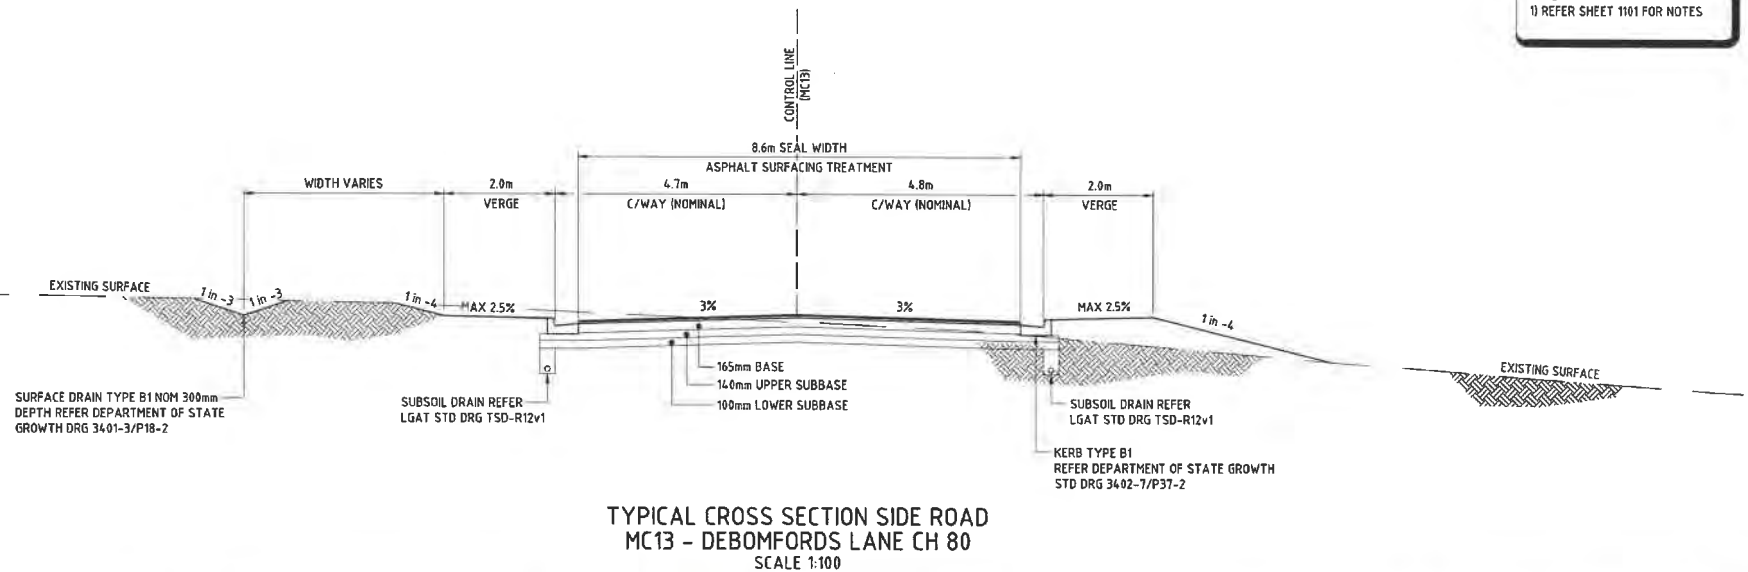 1) REFER SHEET 1101 FOR NOTES
CONTROL LINE
(MC13)
8.6m SEAL WIDTH
ASPHALT SURFACING TREATMENT
WIDTH VARIES
2.0m
VERGE
4.7m
C/WAY (NOMINAL)
4.8m
C/WAY (NOMINAL)
2.0m
VERGE
EXISTING SURFACE
1 in -3
1 in -3
1 in -4
MAX 2.5%
3%
3%
MAX 2.5%
1 in -4
EXISTING SURFACE
165mm BASE
140mm UPPER SUBBASE
100mm LOWER SUBBASE
SURFACE DRAIN TYPE B1 NOM 300mm
DEPTH REFER DEPARTMENT OF STATE
GROWTH DRG 3401-3/P18-2
SUBSOIL DRAIN REFER
LGAT STD DRG TSD-R12v1
SUBSOIL DRAIN REFER
LGAT STD DRG TSD-R12v1
KERB TYPE B1
REFER DEPARTMENT OF STATE GROWTH
STD DRG 3402-7/P37-2
TYPICAL CROSS SECTION SIDE ROAD
MC13 - DEBOMFORDS LANE CH 80
SCALE 1:100